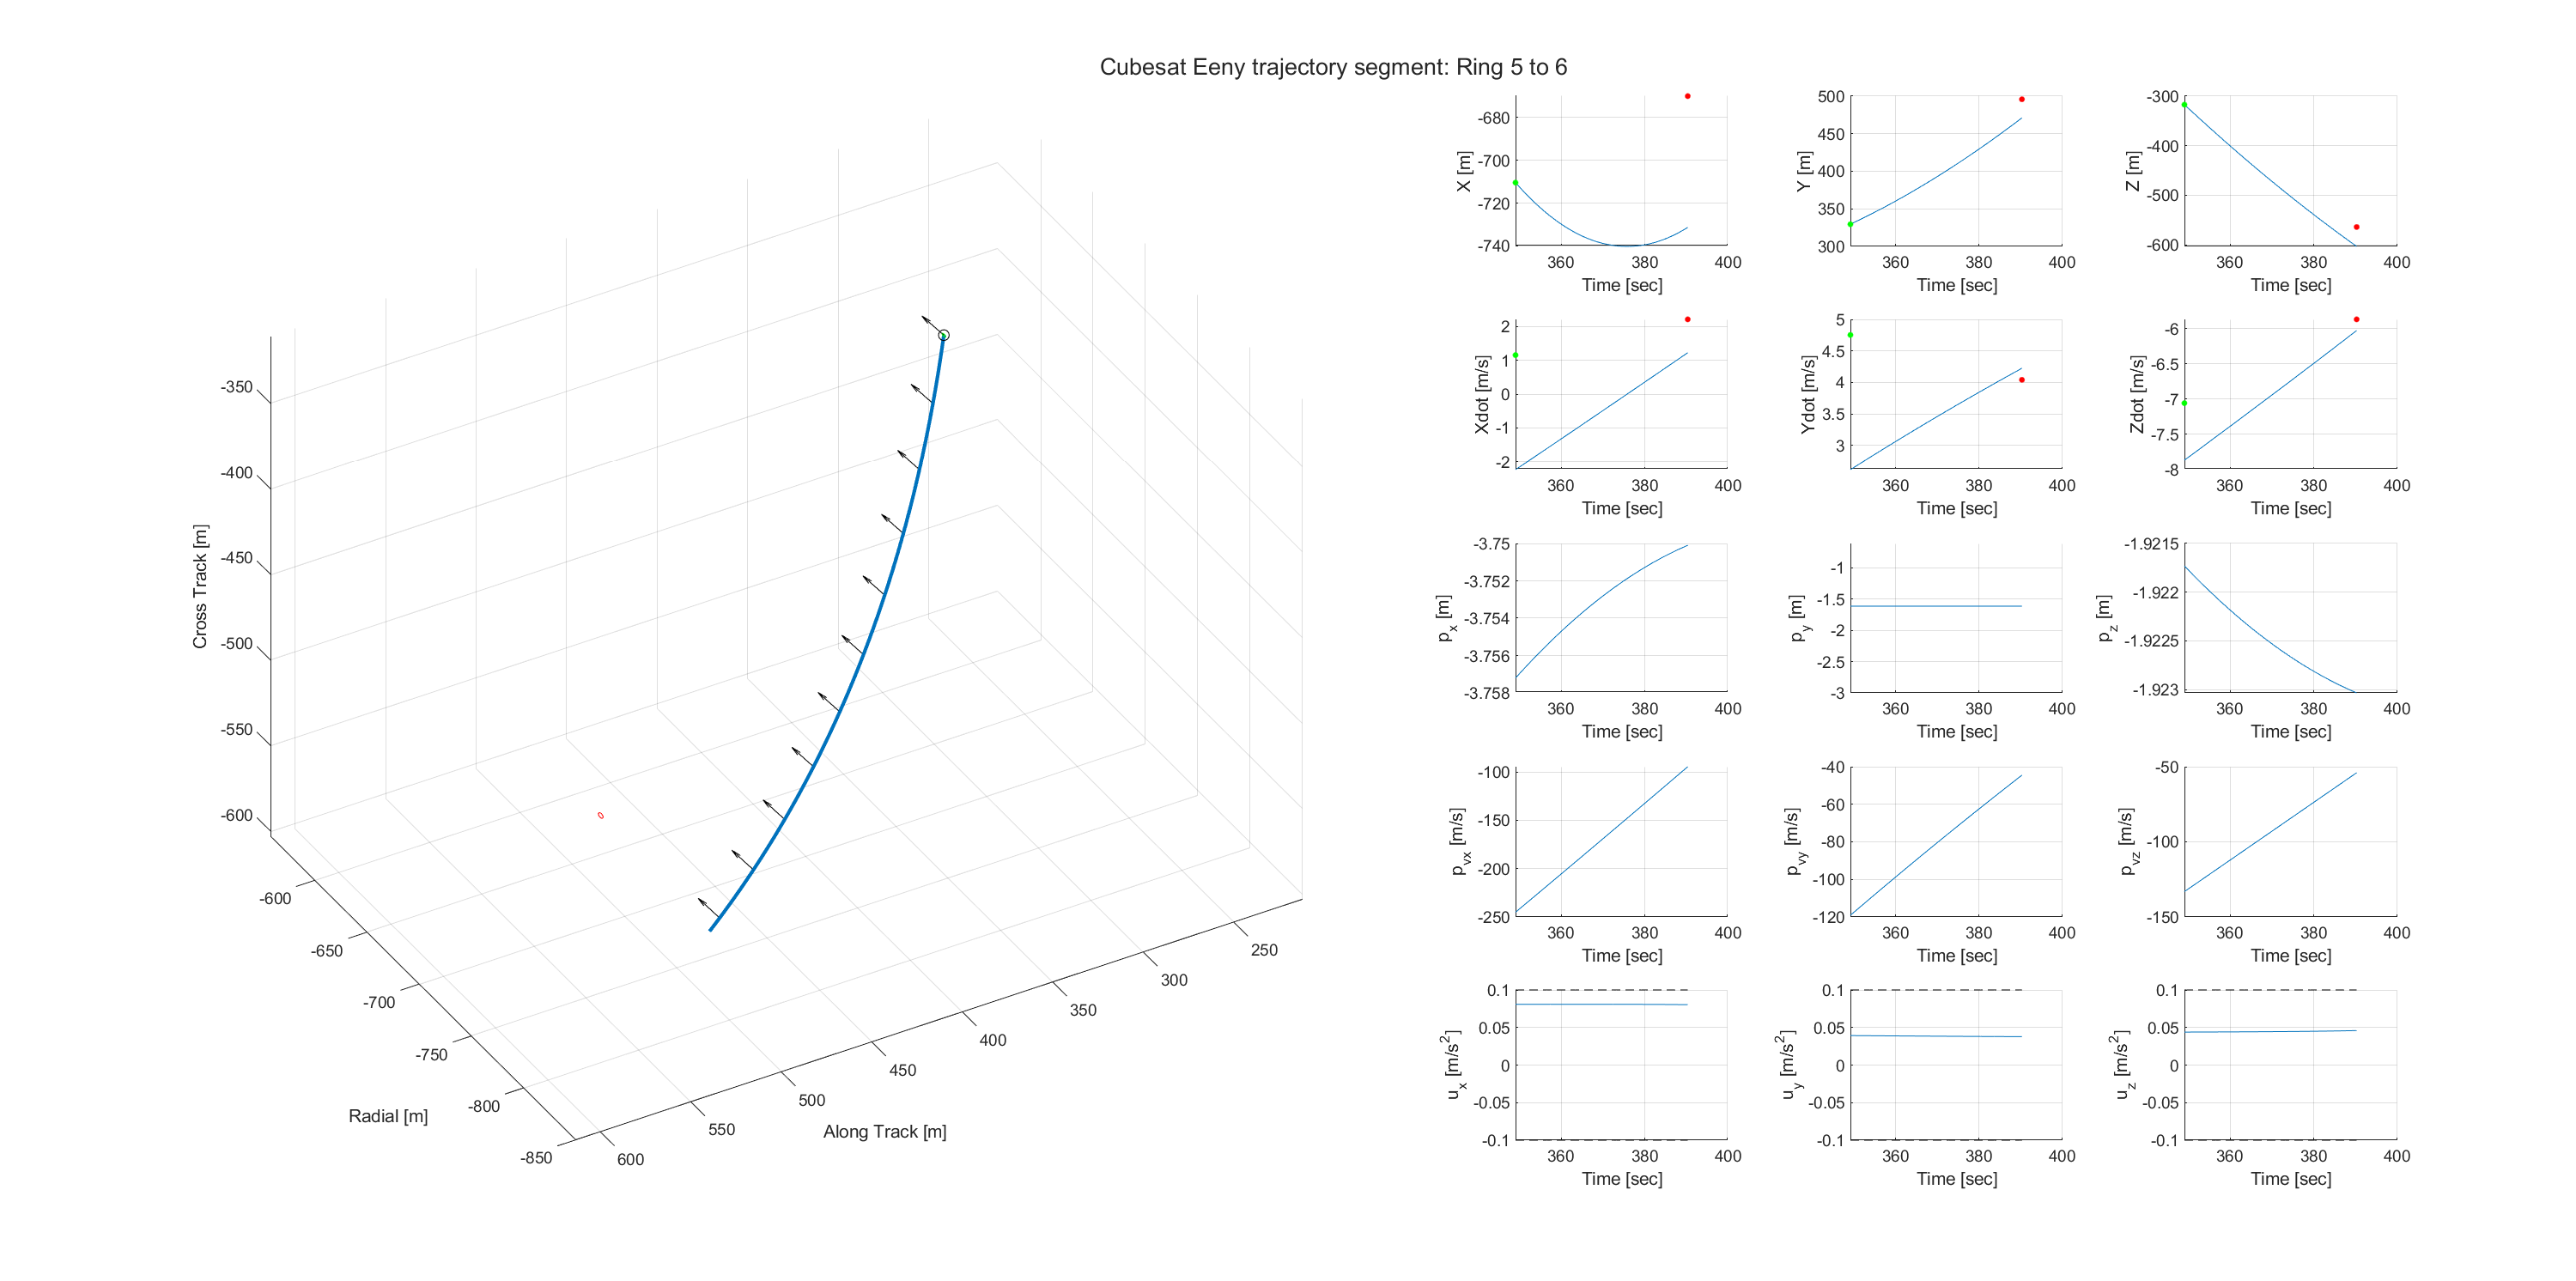 Cubesat Eeny trajectory segment: Ring 5 to 6
Cross Track [m]
-350
-400
-450
-500
-550
-600
Radial [m]
-600
-650
-700
-750
-800
-850
Along Track [m]
600
550
500
450
400
350
300
250
0
X [m]
-680
-700
-720
-740
360 380 400
Time [sec]
Y [m]
500
450
400
350
300
360 380 400
Time [sec]
Z [m]
-300
-400
-500
-600
360 380 400
Time [sec]
Xdot [m/s]
2
1
0
-1
-2
360 380 400
Time [sec]
Ydot [m/s]
5
4.5
4
3.5
3
360 380 400
Time [sec]
Zdot [m/s]
-6
-6.5
-7
-7.5
-8
360 380 400
Time [sec]
p_x [m]
-3.75
-3.752
-3.754
-3.756
-3.758
360 380 400
Time [sec]
p_y [m]
-1
-1.5
-2
-2.5
-3
360 380 400
Time [sec]
p_z [m]
-1.9215
-1.922
-1.9225
-1.923
360 380 400
Time [sec]
p_vx [m/s]
-100
-150
-200
-250
360 380 400
Time [sec]
p_vy [m/s]
-40
-60
-80
-100
-120
360 380 400
Time [sec]
p_vz [m/s]
-50
-100
-150
360 380 400
Time [sec]
u_x [m/s^2]
0.1
0.05
0
-0.05
-0.1
360 380 400
Time [sec]
u_y [m/s^2]
0.1
0.05
0
-0.05
-0.1
360 380 400
Time [sec]
u_z [m/s^2]
0.1
0.05
0
-0.05
-0.1
360 380 400
Time [sec]